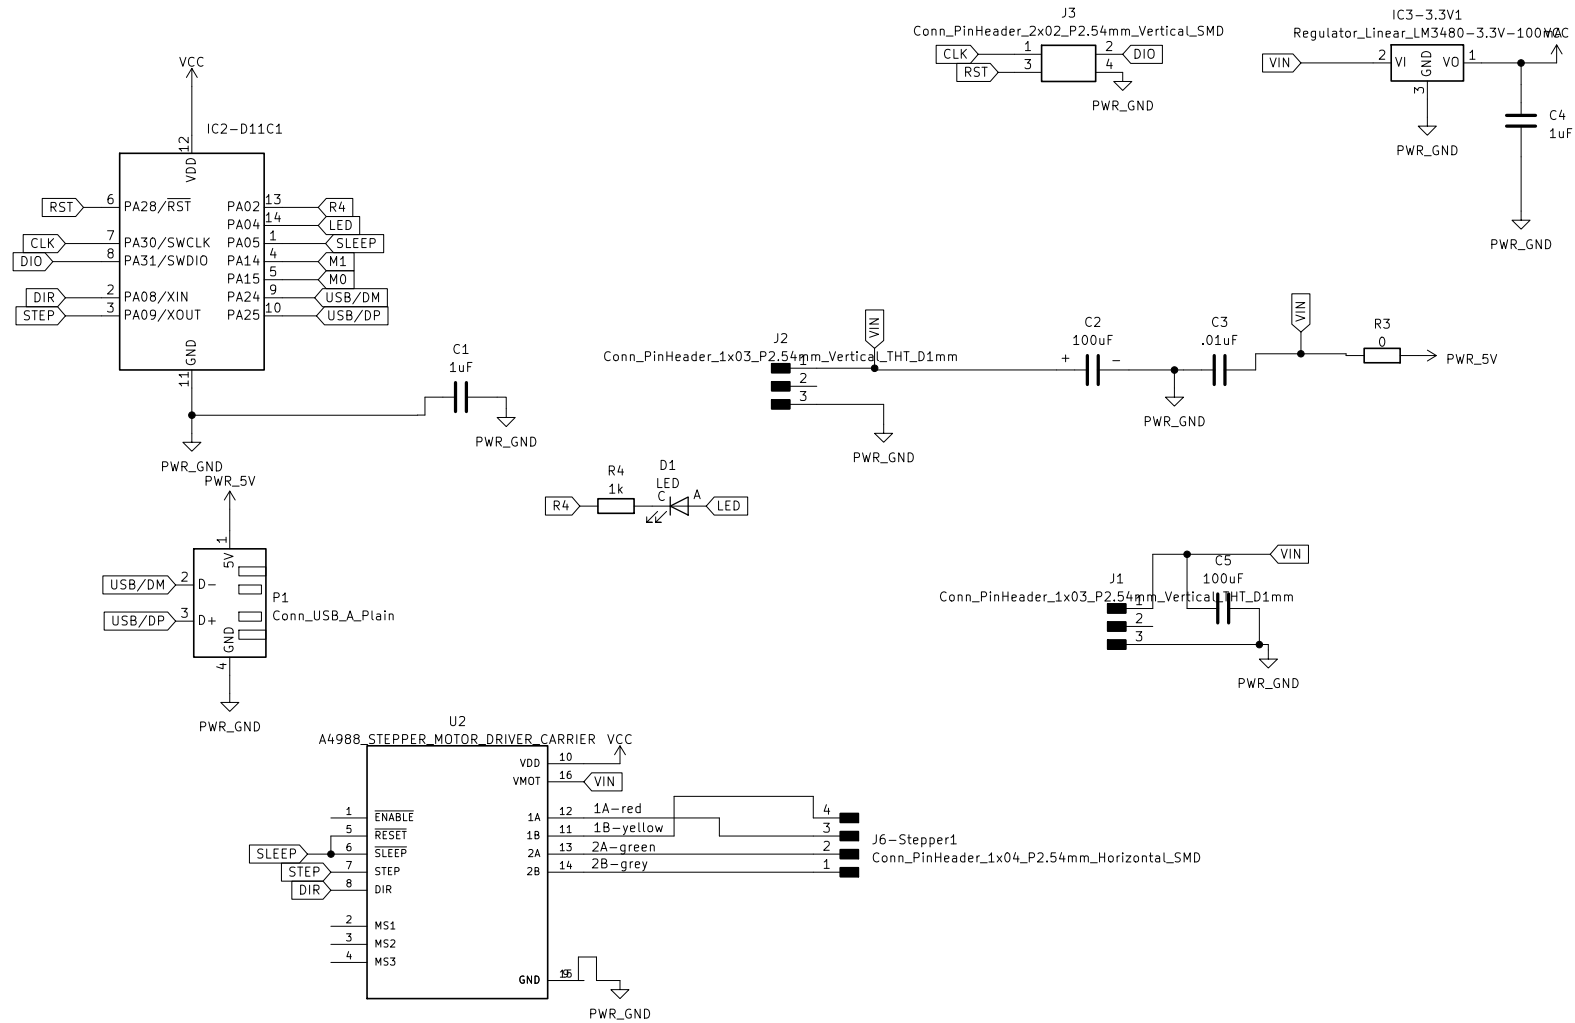 J3
Conn_PinHeader_2x02_P2.54mm_Vertical_SMD
CLK 1 2 DIO
RST 3 4
PWR_GND
IC3-3.3V1
Regulator_Linear_LM3480-3.3V-100mA
VCC
VIN 2 VI GND VO 1
3
PWR_GND
C4
1uF
PWR_GND
VCC
IC2-D11C1
12
VDD
RST 6 PA28/RST PA02 13 R4
PA04 14 LED
CLK 7 PA30/SWCLK PA05 1 SLEEP
DIO 8 PA31/SWDIO PA14 4 M1
PA15 5 M0
DIR 2 PA08/XIN PA24 9 USB/DM
STEP 3 PA09/XOUT PA25 10 USB/DP
GND
11
PWR_GND
C1
1uF
PWR_GND
J2
Conn_PinHeader_1x03_P2.54mm_Vertical_THT_D1mm
1
2
3
VIN
PWR_GND
C2
100uF
+ -
PWR_GND
C3
.01uF
VIN
R3
0
PWR_5V
PWR_5V
1
5V
USB/DM 2 D-
USB/DP 3 D+
GND
4
P1
Conn_USB_A_Plain
PWR_GND
R4
1k
D1
LED
R4 C A LED
VIN
C5
100uF
J1
Conn_PinHeader_1x03_P2.54mm_Vertical_THT_D1mm
1
2
3
PWR_GND
U2
A4988_STEPPER_MOTOR_DRIVER_CARRIER
VCC
VDD 10
VMOT 16 VIN
1 ENABLE 1A 12 1A-red 4
5 RESET 1B 11 1B-yellow 3
SLEEP 6 SLEEP 2A 13 2A-green 2
STEP 7 STEP 2B 14 2B-grey 1
DIR 8 DIR
J6-Stepper1
Conn_PinHeader_1x04_P2.54mm_Horizontal_SMD
2 MS1
3 MS2
4 MS3
GND
PWR_GND